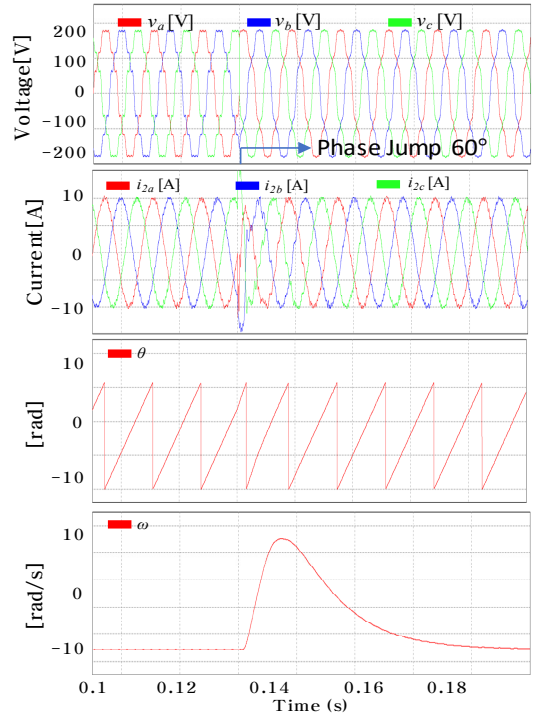 v_a [V] v_b [V] v_c [V]
200
100
0
-100
-200
Voltage[V]
Phase Jump 60°
i_2a [A] i_2b [A] i_2c [A]
10
0
-10
Current[A]
θ
10
0
-10
[rad]
ω
10
0
-10
[rad/s]
0.1 0.12 0.14 0.16 0.18
Time (s)